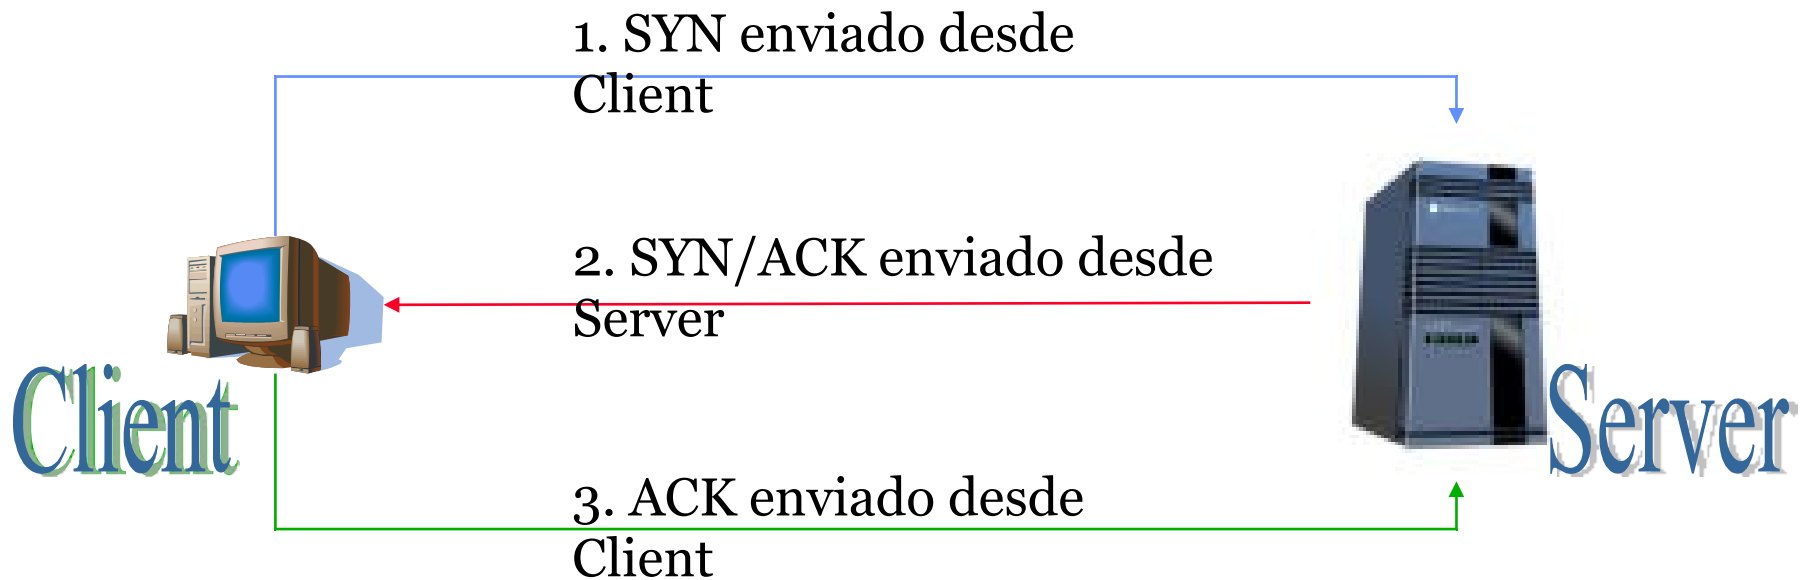 1. SYN enviado desde
Client
2. SYN/ACK enviado desde
Server
Client
Server
3. ACK enviado desde
Client